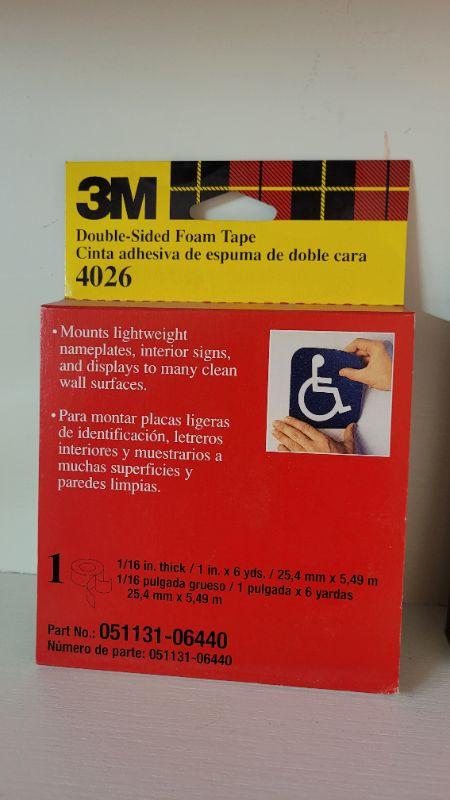 3M
Double-Sided Foam Tape
Cinta adhesiva de espuma de doble cara
4026
• Mounts lightweight
nameplates, interior signs,
and displays to many clean
wall surfaces.
• Para montar placas ligeras
de identificación, letreros
interiores y muestrarios a
muchas superficies y
paredes limpias.
1
1/16 in. thick / 1 in. x 6 yds. / 25,4 mm x 5,49 m
1/16 pulgada grueso / 1 pulgada x 6 yardas
25,4 mm x 5,49 m
Part No.: 051131-06440
Número de parte: 051131-06440